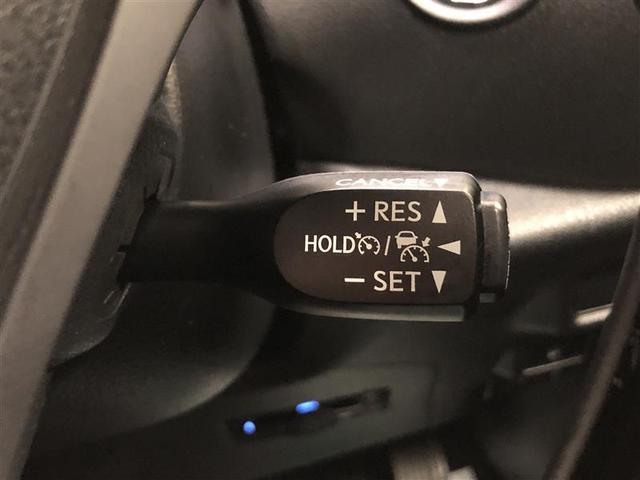 CANCEL
+ RES ▲
HOLD / ◀
− SET ▼